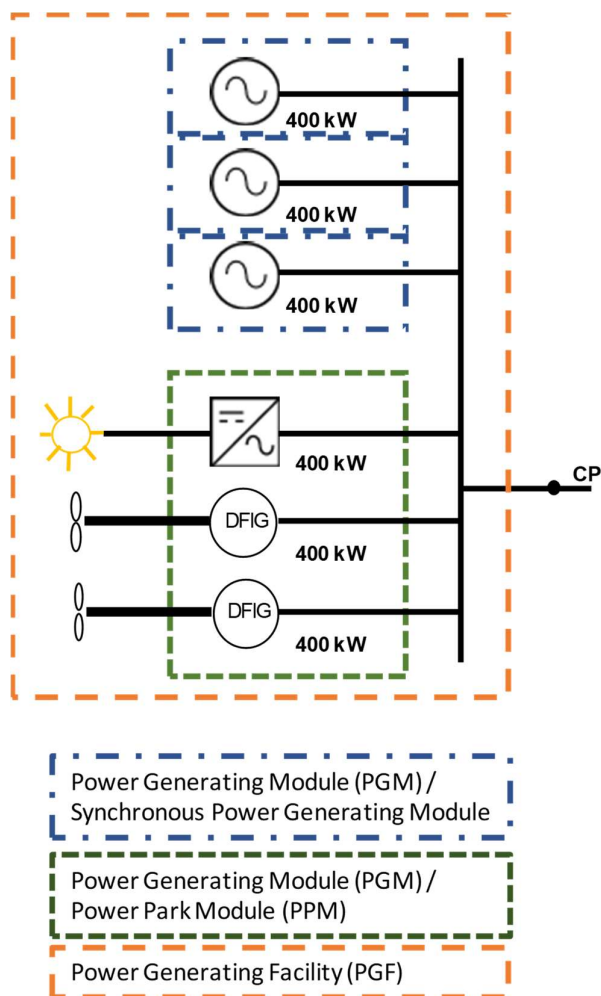 400 kW
400 kW
400 kW
400 kW
CP
DFIG
400 kW
DFIG
400 kW
Power Generating Module (PGM) /
Synchronous Power Generating Module
Power Generating Module (PGM) /
Power Park Module (PPM)
Power Generating Facility (PGF)